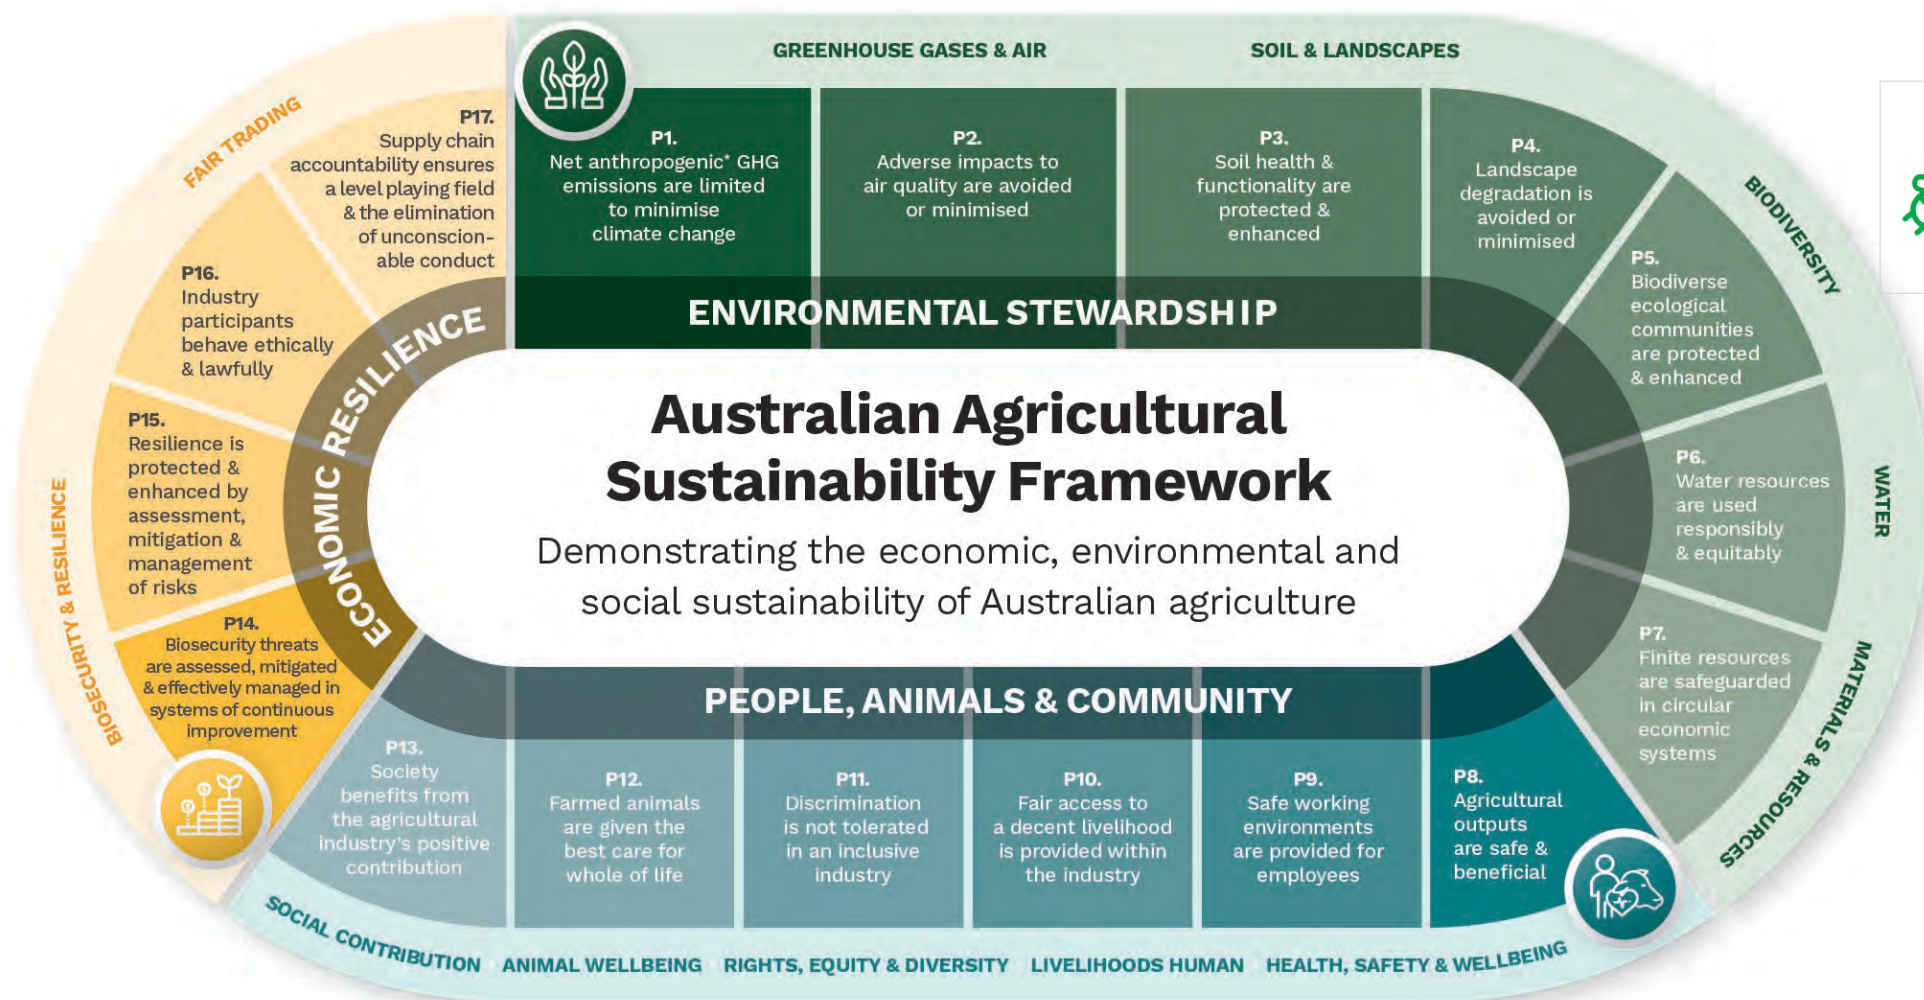 GREENHOUSE GASES & AIR
SOIL & LANDSCAPES
BIODIVERSITY
WATER
MATERIALS & RESOURCES
P1.
Net anthropogenic* GHG
emissions are limited
to minimise
climate change
P2.
Adverse impacts to
air quality are avoided
or minimised
P3.
Soil health &
functionality are
protected &
enhanced
P4.
Landscape
degradation is
avoided or
minimised
P5.
Biodiverse
ecological
communities
are protected
& enhanced
P6.
Water resources
are used
responsibly
& equitably
P7.
Finite resources
are safeguarded
in circular
economic
systems
ENVIRONMENTAL STEWARDSHIP
Australian Agricultural
Sustainability Framework
Demonstrating the economic, environmental and
social sustainability of Australian agriculture
PEOPLE, ANIMALS & COMMUNITY
P8.
Agricultural
outputs
are safe &
beneficial
P9.
Safe working
environments
are provided for
employees
P10.
Fair access to
a decent livelihood
is provided within
the industry
P11.
Discrimination
is not tolerated
in an inclusive
industry
P12.
Farmed animals
are given the
best care for
whole of life
P13.
Society
benefits from
the agricultural
industry's positive
contribution
SOCIAL CONTRIBUTION
ANIMAL WELLBEING
RIGHTS, EQUITY & DIVERSITY
LIVELIHOODS HUMAN
HEALTH, SAFETY & WELLBEING
ECONOMIC RESILIENCE
P14.
Biosecurity threats
are assessed, mitigated
& effectively managed in
systems of continuous
improvement
P15.
Resilience is
protected &
enhanced by
assessment,
mitigation &
management
of risks
P16.
Industry
participants
behave ethically
& lawfully
P17.
Supply chain
accountability ensures
a level playing field
& the elimination
of unconscion-
able conduct
BIOSECURITY & RESILIENCE
FAIR TRADING